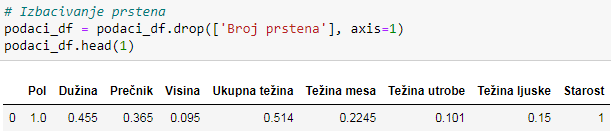 # Izbacivanje prstena
podaci_df = podaci_df.drop(['Broj prstena'], axis=1)
podaci_df.head(1)
Pol Dužina Prečnik Visina Ukupna težina Težina mesa Težina utrobe Težina ljuske Starost
0 1.0 0.455 0.365 0.095 0.514 0.2245 0.101 0.15 1